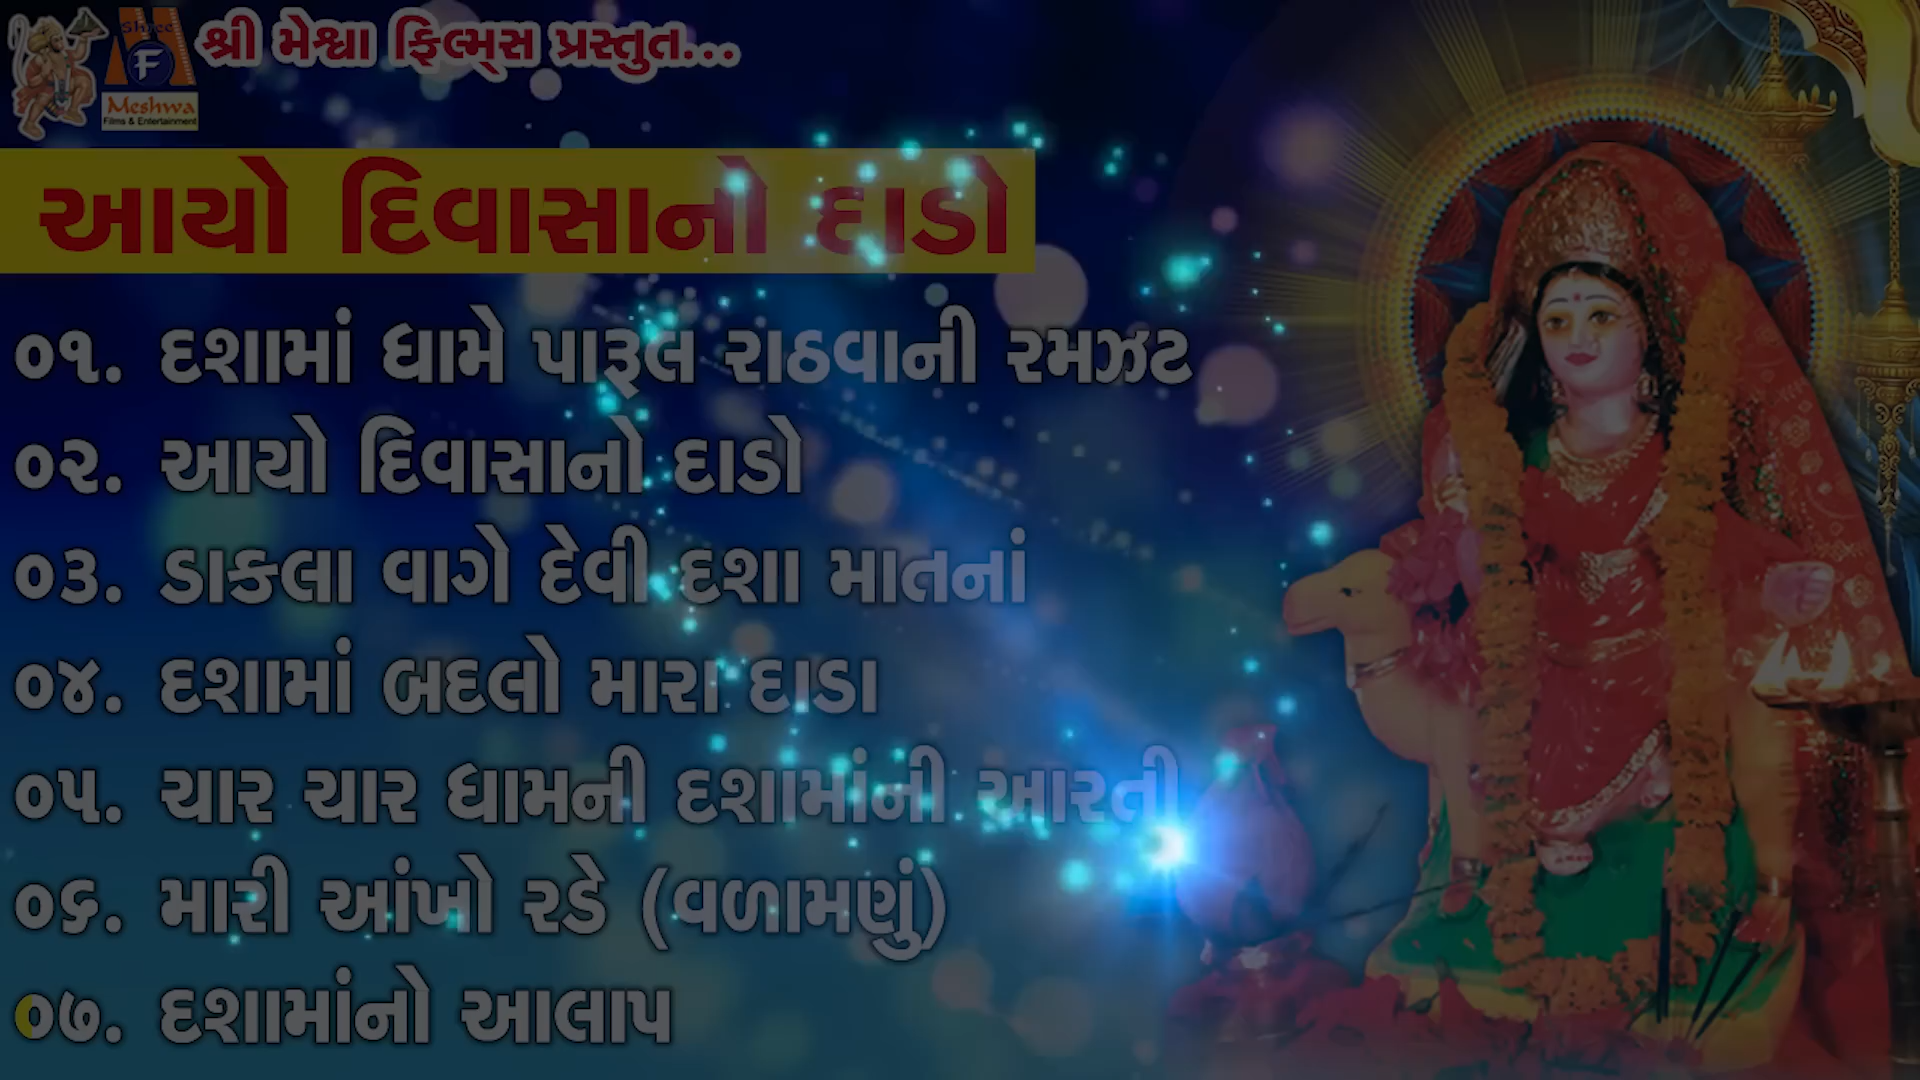 Shree
F
Meshwa
Films & Entertainment
શ્રી મેશ્વા ફિલ્મ્સ પ્રસ્તુત...
આયો દિવાસાનો દાડો
૦૧. દશામાં ધામે પારૂલ રાઠવાની રમઝટ
૦૨. આયો દિવાસાનો દાડો
૦૩. ડાકલા વાગે દેવી દશા માતનાં
૦૪. દશામાં બદલો મારા દાડા
૦૫. ચાર ચાર ધામની દશામાંની આરતી
૦૬. મારી આંખો રડે (વળામણું)
૦૭. દશામાંનો આલાપ